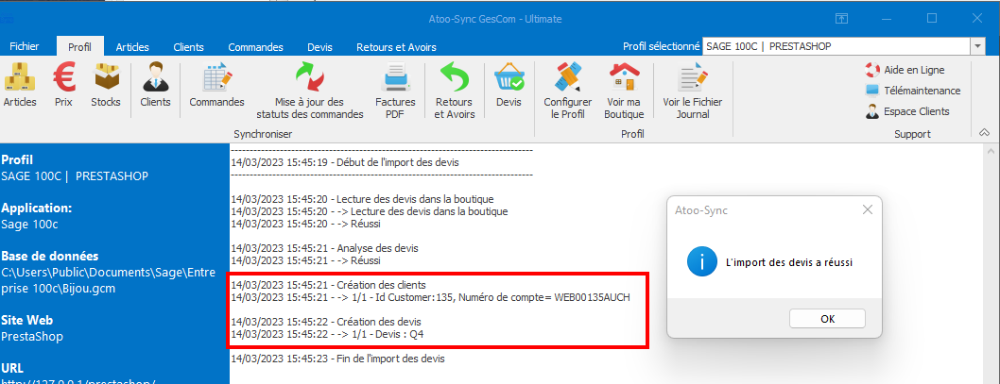 Atoo-Sync GesCom - Ultimate
Fichier Profil Articles Clients Commandes Devis Retours et Avoirs Profil sélectionné SAGE 100C | PRESTASHOP
Articles Prix Stocks Clients Commandes Mise à jour des statuts des commandes Factures PDF Retours et Avoirs Devis Configurer le Profil Voir ma Boutique Voir le Fichier Journal
Aide en Ligne
Télémaintenance
Espace Clients
Synchroniser Profil Support
Profil
SAGE 100C | PRESTASHOP
Application:
Sage 100c
Base de données
C:\Users\Public\Documents\Sage\Entre
prise 100c\Bijou.gcm
Site Web
PrestaShop
URL
http://127.0.0.1/prestashop/
14/03/2023 15:45:19 - Début de l'import des devis
14/03/2023 15:45:20 - Lecture des devis dans la boutique
14/03/2023 15:45:20 - -> Lecture des devis dans la boutique
14/03/2023 15:45:20 - -> Réussi
14/03/2023 15:45:21 - Analyse des devis
14/03/2023 15:45:21 - -> Réussi
14/03/2023 15:45:21 - Création des clients
14/03/2023 15:45:21 - -> 1/1 - Id Customer:135, Numéro de compte= WEB00135AUCH
14/03/2023 15:45:22 - Création des devis
14/03/2023 15:45:22 - -> 1/1 - Devis : Q4
14/03/2023 15:45:23 - Fin de l'import des devis
Atoo-Sync
L'import des devis a réussi
OK